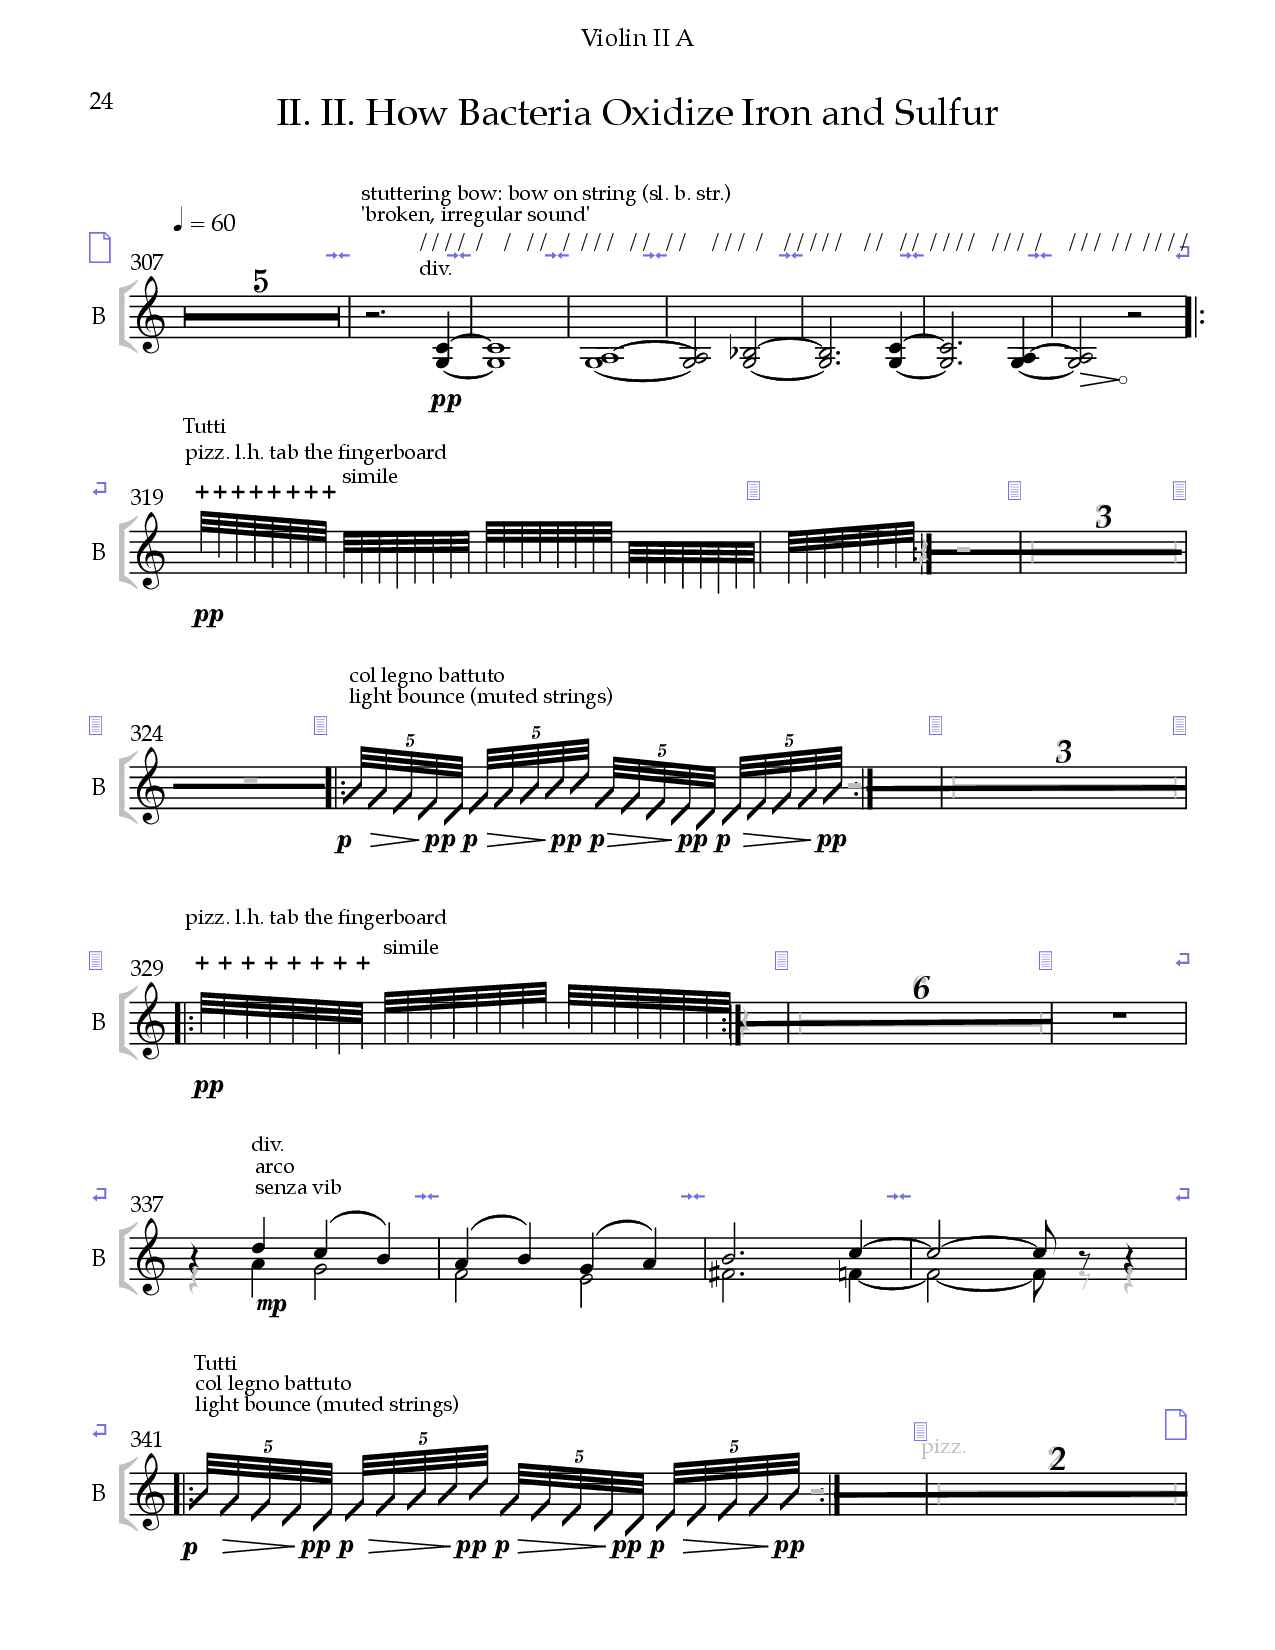 Violin II A
24
II. II. How Bacteria Oxidize Iron and Sulfur
stuttering bow: bow on string (sl. b. str.)
'broken, irregular sound'
= 60
/ / / / / / / / / / / / / / / / / / / / / / / / / / / / / / / / / / / / / / / / / / / / / / / /
307
5
div.
B
pp
Tutti
pizz. l.h. tab the fingerboard
simile
319
+ + + + + + + +
3
B
pp
col legno battuto
light bounce (muted strings)
324
5 5 5 5
3
B
p pp p pp p pp p pp
pizz. l.h. tab the fingerboard
simile
329
+ + + + + + + +
6
B
pp
div.
arco
senza vib
337
B
mp
Tutti
col legno battuto
light bounce (muted strings)
341
5 5 5 5
pizz.
2
B
p pp p pp p pp p pp